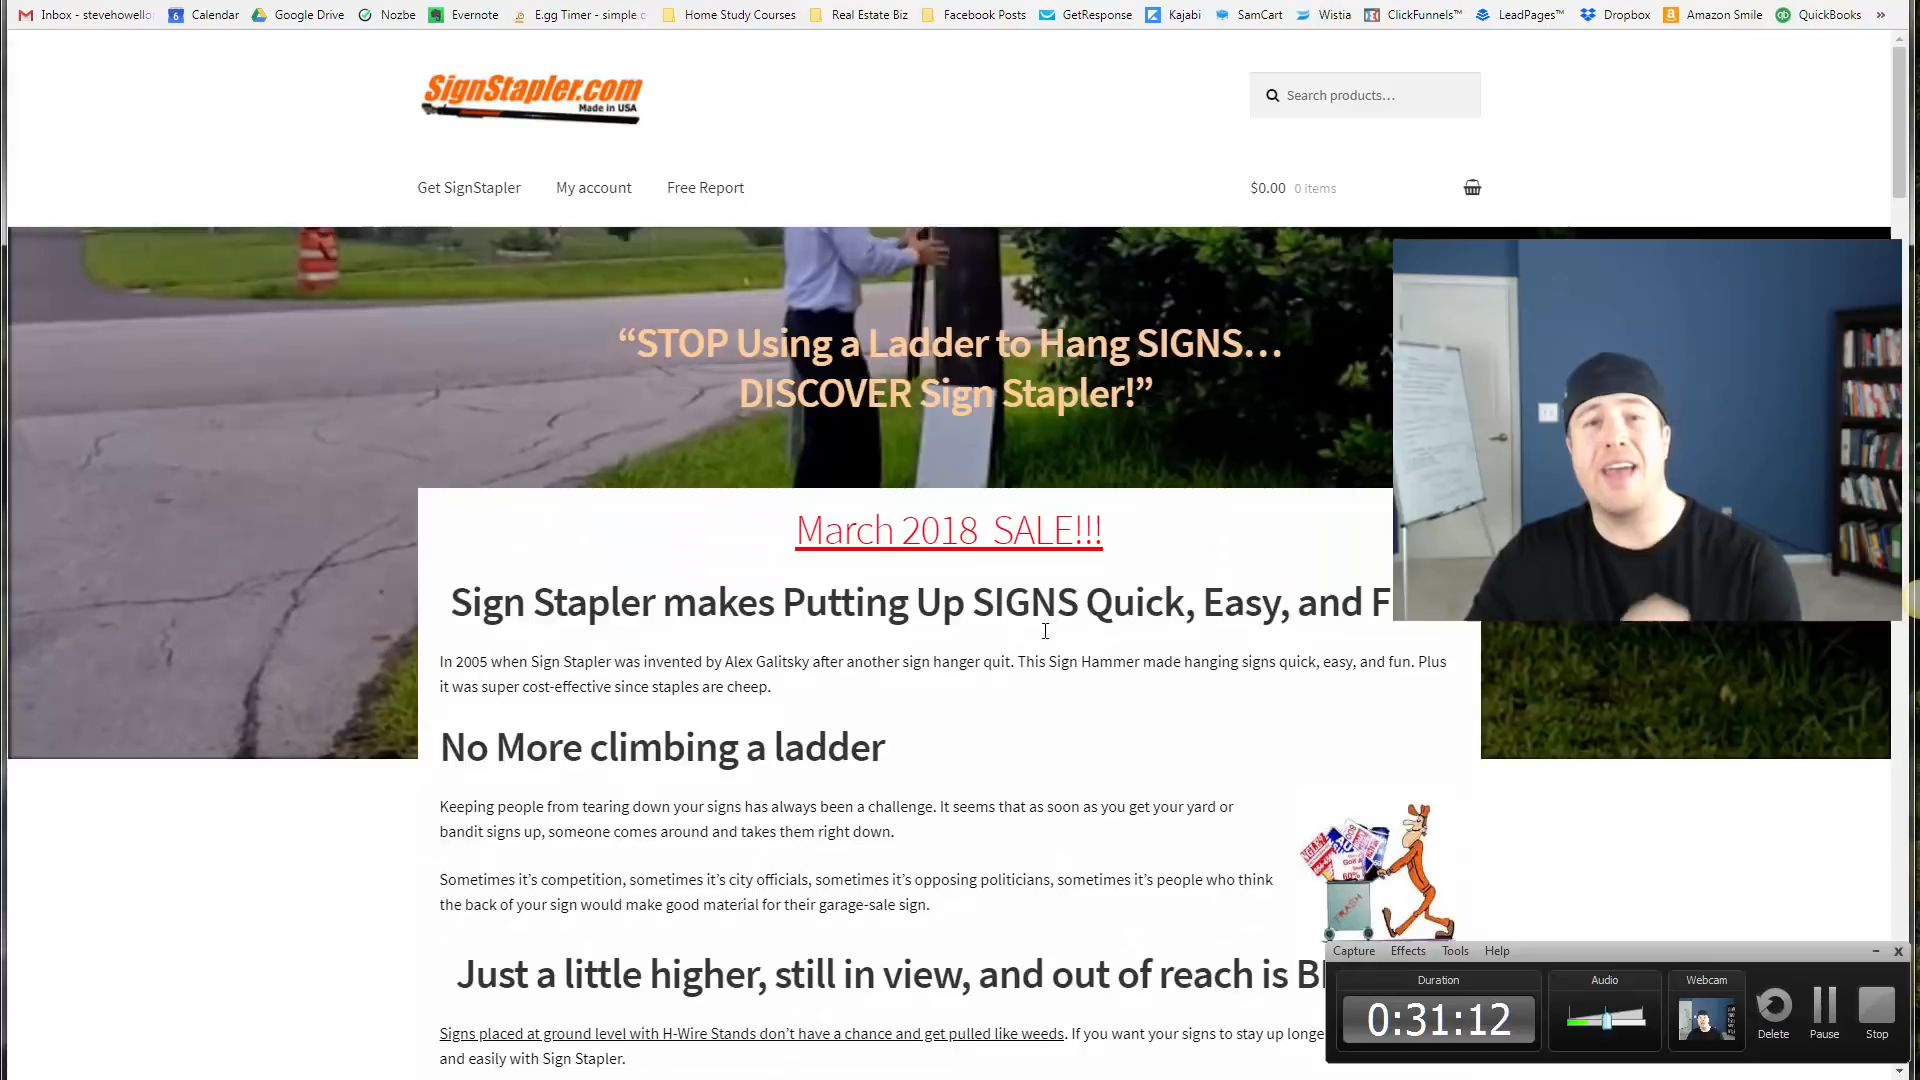 Inbox - stevehowello
Calendar
Google Drive
Nozbe
Evernote
E.gg Timer - simple c
Home Study Courses
Real Estate Biz
Facebook Posts
GetResponse
Kajabi
SamCart
Wistia
ClickFunnels™
LeadPages™
Dropbox
Amazon Smile
QuickBooks
»
SignStapler.com
Made in USA
Search products…
Get SignStapler
My account
Free Report
$0.00 0 items
“STOP Using a Ladder to Hang SIGNS…
DISCOVER Sign Stapler!”
March 2018 SALE!!!
Sign Stapler makes Putting Up SIGNS Quick, Easy, and F
In 2005 when Sign Stapler was invented by Alex Galitsky after another sign hanger quit. This Sign Hammer made hanging signs quick, easy, and fun. Plus
it was super cost-effective since staples are cheep.
No More climbing a ladder
Keeping people from tearing down your signs has always been a challenge. It seems that as soon as you get your yard or
bandit signs up, someone comes around and takes them right down.
Sometimes it’s competition, sometimes it’s city officials, sometimes it’s opposing politicians, sometimes it’s people who think
the back of your sign would make good material for their garage-sale sign.
TRASH
Just a little higher, still in view, and out of reach is B
Signs placed at ground level with H-Wire Stands don’t have a chance and get pulled like weeds. If you want your signs to stay up longe
and easily with Sign Stapler.
Capture Effects Tools Help
Duration
0:31:12
Audio
Webcam
Delete
Pause
Stop